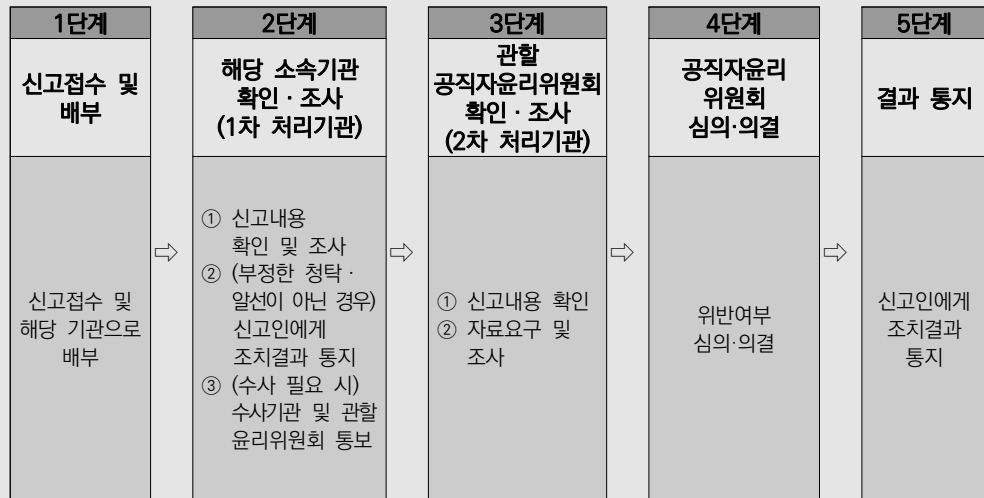 1단계
신고접수 및
배부
신고접수 및
해당 기관으로
배부
⇨
2단계
해당 소속기관
확인 · 조사
(1차 처리기관)
① 신고내용
확인 및 조사
② (부정한 청탁 ·
알선이 아닌 경우)
신고인에게
조치결과 통지
③ (수사 필요 시)
수사기관 및 관할
윤리위원회 통보
⇨
3단계
관할
공직자윤리위원회
확인 · 조사
(2차 처리기관)
① 신고내용 확인
② 자료요구 및
조사
⇨
4단계
공직자윤리
위원회
심의·의결
위반여부
심의·의결
⇨
5단계
결과 통지
신고인에게
조치결과
통지